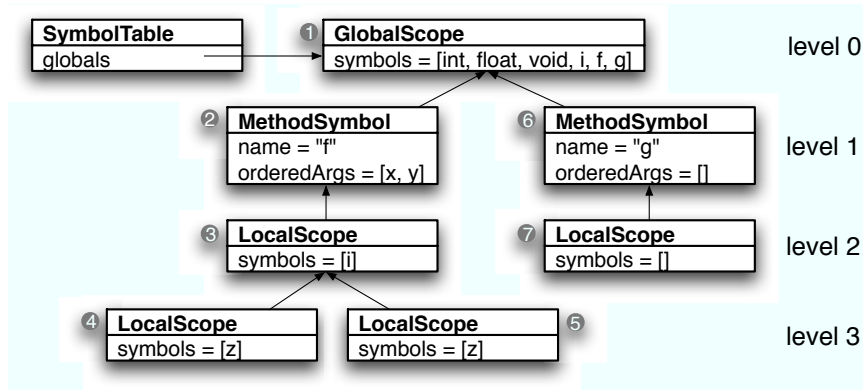 SymbolTable
globals
1
GlobalScope
symbols = [int, float, void, i, f, g]
level 0
2
MethodSymbol
name = "f"
orderedArgs = [x, y]
6
MethodSymbol
name = "g"
orderedArgs = []
level 1
3
LocalScope
symbols = [i]
7
LocalScope
symbols = []
level 2
4
LocalScope
symbols = [z]
LocalScope
symbols = [z]
5
level 3